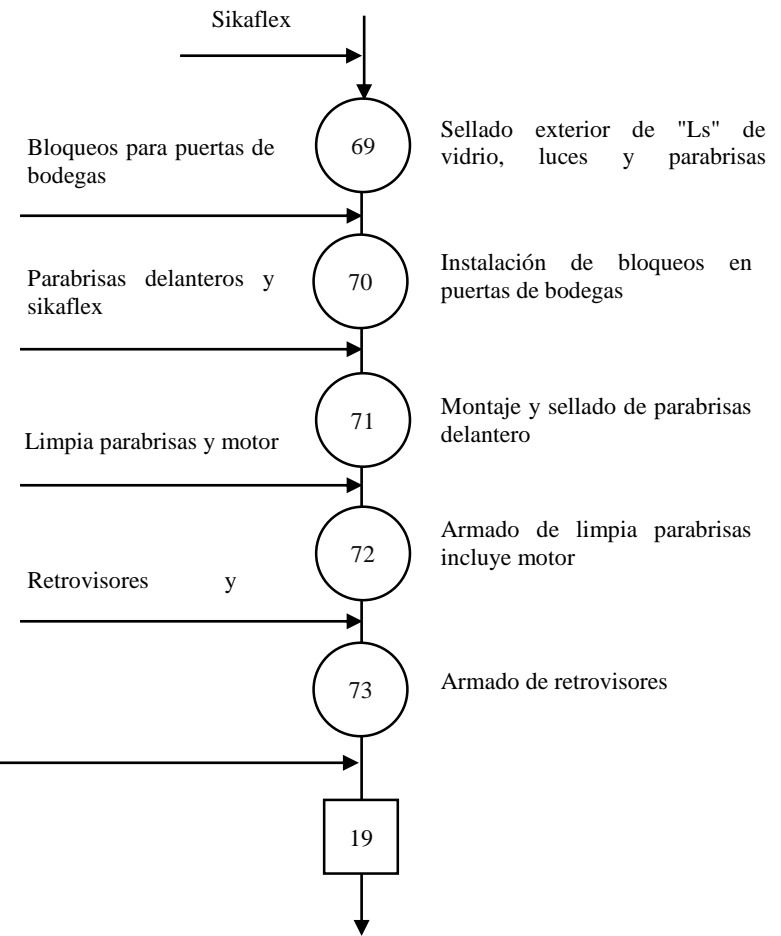 Sikaflex
69
Sellado exterior de "Ls" de
vidrio, luces y parabrisas
Bloqueos para puertas de
bodegas
70
Instalación de bloqueos en
puertas de bodegas
Parabrisas delanteros y
sikaflex
71
Montaje y sellado de parabrisas
delantero
Limpia parabrisas y motor
72
Armado de limpia parabrisas
incluye motor
Retrovisores y
73
Armado de retrovisores
19